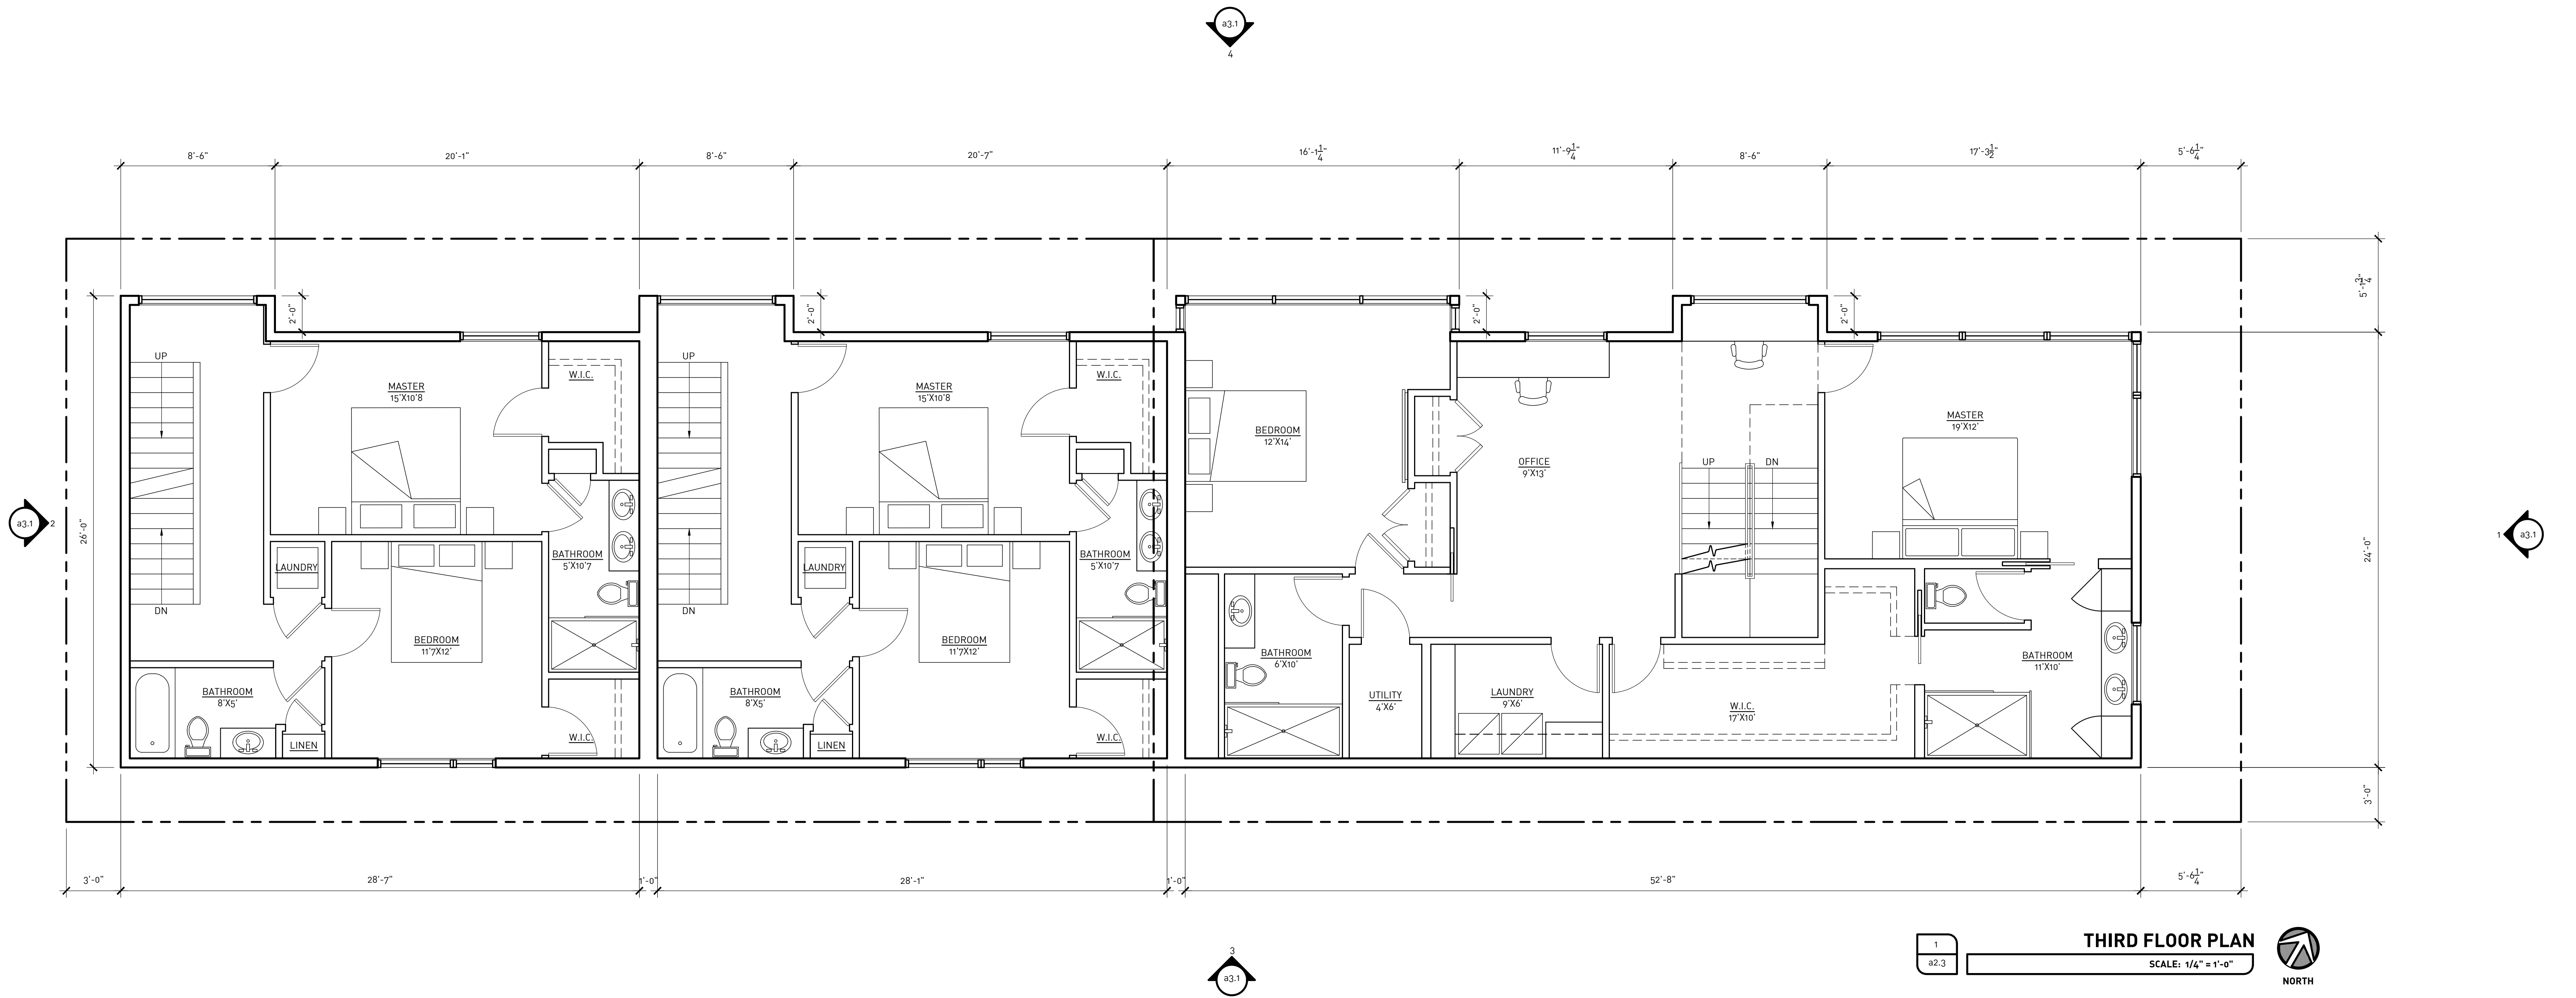 a3.1
4
8'-6"
20'-1"
8'-6"
20'-7"
16'-1 1/4"
11'-9 1/4"
8'-6"
17'-3 1/2"
5'-6 1/4"
2'-0"
2'-0"
2'-0"
2'-0"
5'-1 3/4"
UP
MASTER
15'X10'8
W.I.C.
UP
MASTER
15'X10'8
W.I.C.
BEDROOM
12'X14'
OFFICE
9'X13'
UP
DN
MASTER
19'X12'
a3.1
2
26'-0"
1
a3.1
24'-0"
LAUNDRY
BATHROOM
5'X10'7
LAUNDRY
BATHROOM
5'X10'7
DN
DN
BEDROOM
11'7X12'
BEDROOM
11'7X12'
BATHROOM
6'X10'
BATHROOM
11'X10'
BATHROOM
8'X5'
BATHROOM
8'X5'
UTILITY
4'X6'
LAUNDRY
9'X6'
W.I.C.
17'X10'
LINEN
W.I.C.
LINEN
W.I.C.
3'-0"
3'-0"
28'-7"
1'-0"
28'-1"
1'-0"
52'-8"
5'-6 1/4"
3
a3.1
1
a2.3
THIRD FLOOR PLAN
SCALE: 1/4" = 1'-0"
NORTH